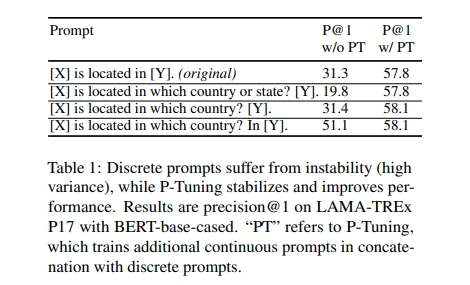 Prompt P@1 P@1
w/o PT w/ PT
[X] is located in [Y]. (original) 31.3 57.8
[X] is located in which country or state? [Y]. 19.8 57.8
[X] is located in which country? [Y]. 31.4 58.1
[X] is located in which country? In [Y]. 51.1 58.1
Table 1: Discrete prompts suffer from instability (high
variance), while P-Tuning stabilizes and improves per-
formance. Results are precision@1 on LAMA-TREx
P17 with BERT-base-cased. “PT” refers to P-Tuning,
which trains additional continuous prompts in concate-
nation with discrete prompts.